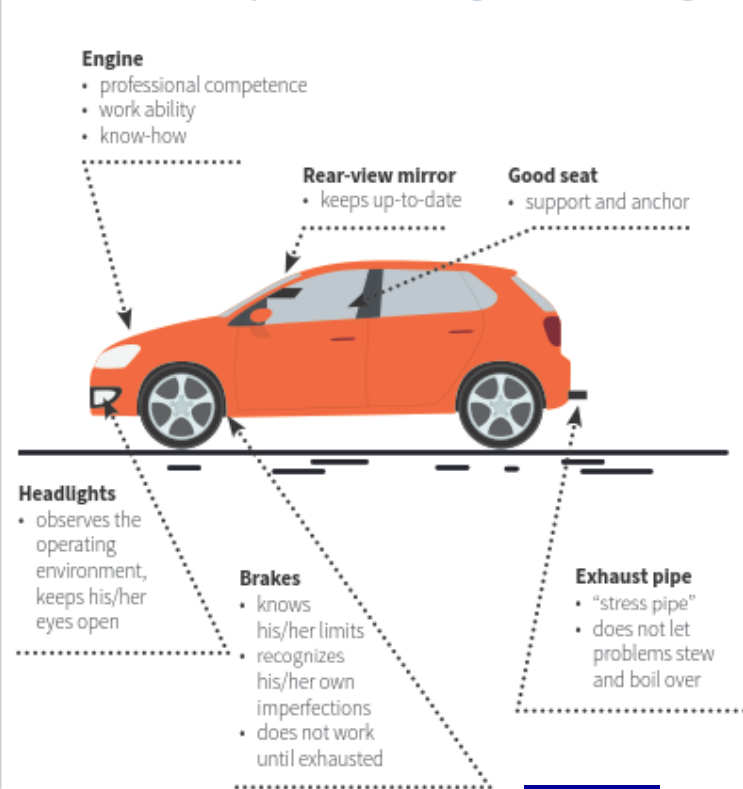 Engine
• professional competence
• work ability
• know-how
Rear-view mirror
• keeps up-to-date
Good seat
• support and anchor
Headlights
• observes the
operating
environment,
keeps his/her
eyes open
Brakes
• knows
his/her limits
• recognizes
his/her own
imperfections
• does not work
until exhausted
Exhaust pipe
• “stress pipe”
• does not let
problems stew
and boil over